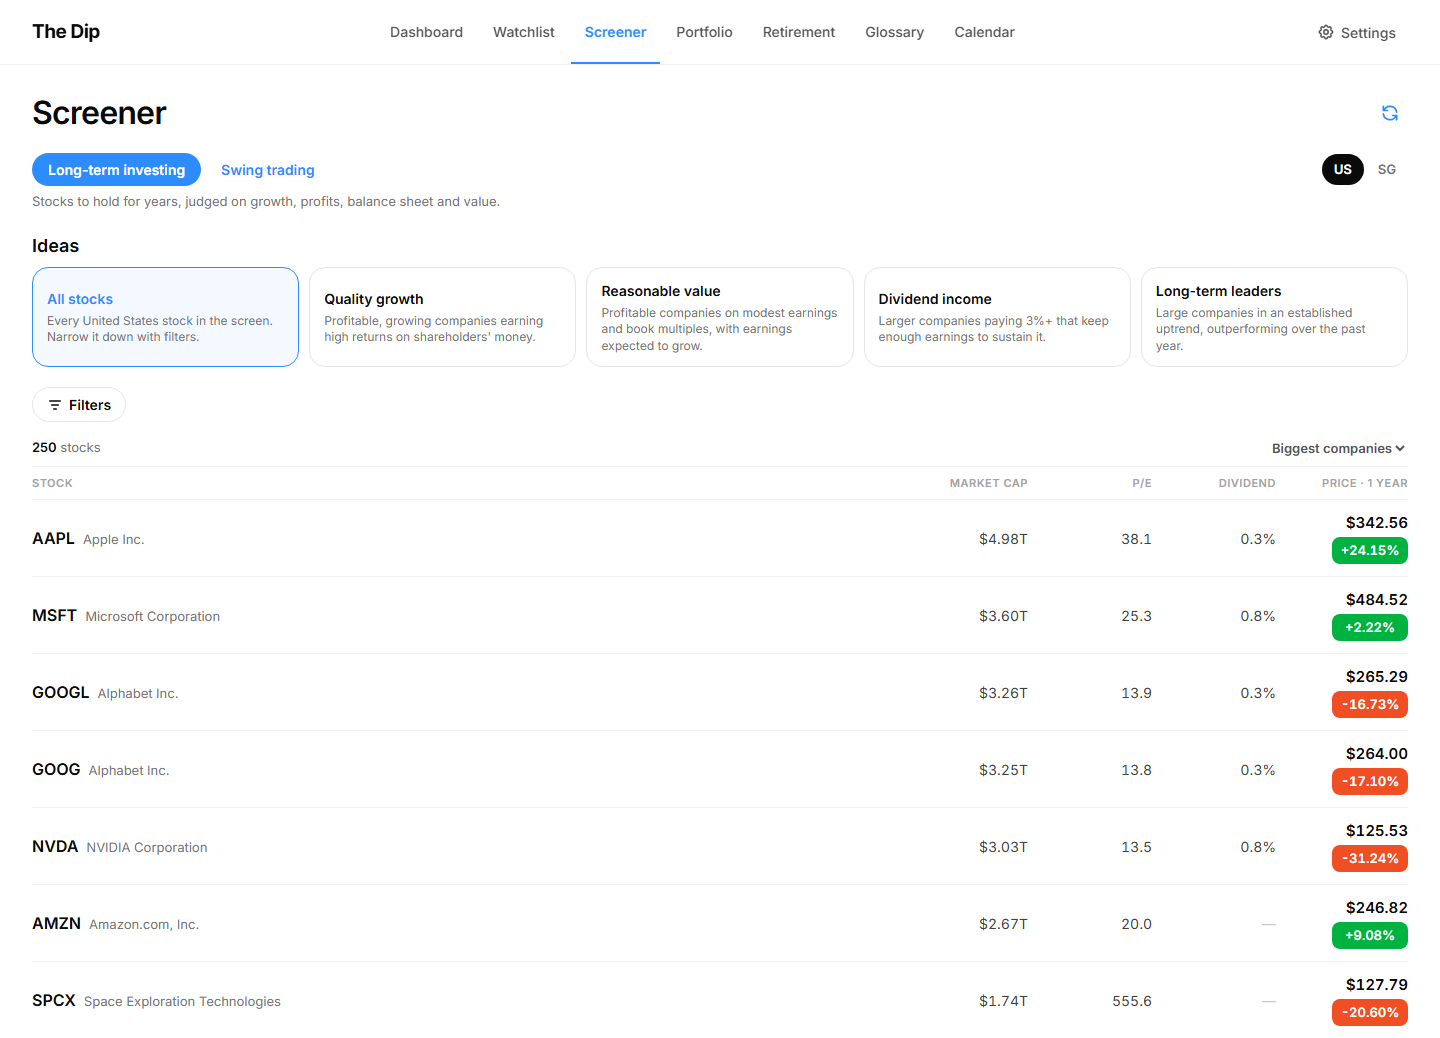 The Dip
Dashboard Watchlist Screener Portfolio Retirement Glossary Calendar
Settings
Screener
Long-term investing Swing trading
US SG
Stocks to hold for years, judged on growth, profits, balance sheet and value.
Ideas
All stocks
Every United States stock in the screen.
Narrow it down with filters.
Quality growth
Profitable, growing companies earning
high returns on shareholders' money.
Reasonable value
Profitable companies on modest earnings
and book multiples, with earnings
expected to grow.
Dividend income
Larger companies paying 3%+ that keep
enough earnings to sustain it.
Long-term leaders
Large companies in an established
uptrend, outperforming over the past
year.
Filters
250 stocks
Biggest companies
STOCK MARKET CAP P/E DIVIDEND PRICE · 1 YEAR
AAPL Apple Inc. $4.98T 38.1 0.3% $342.56
+24.15%
MSFT Microsoft Corporation $3.60T 25.3 0.8% $484.52
+2.22%
GOOGL Alphabet Inc. $3.26T 13.9 0.3% $265.29
-16.73%
GOOG Alphabet Inc. $3.25T 13.8 0.3% $264.00
-17.10%
NVDA NVIDIA Corporation $3.03T 13.5 0.8% $125.53
-31.24%
AMZN Amazon.com, Inc. $2.67T 20.0 — $246.82
+9.08%
SPCX Space Exploration Technologies $1.74T 555.6 — $127.79
-20.60%